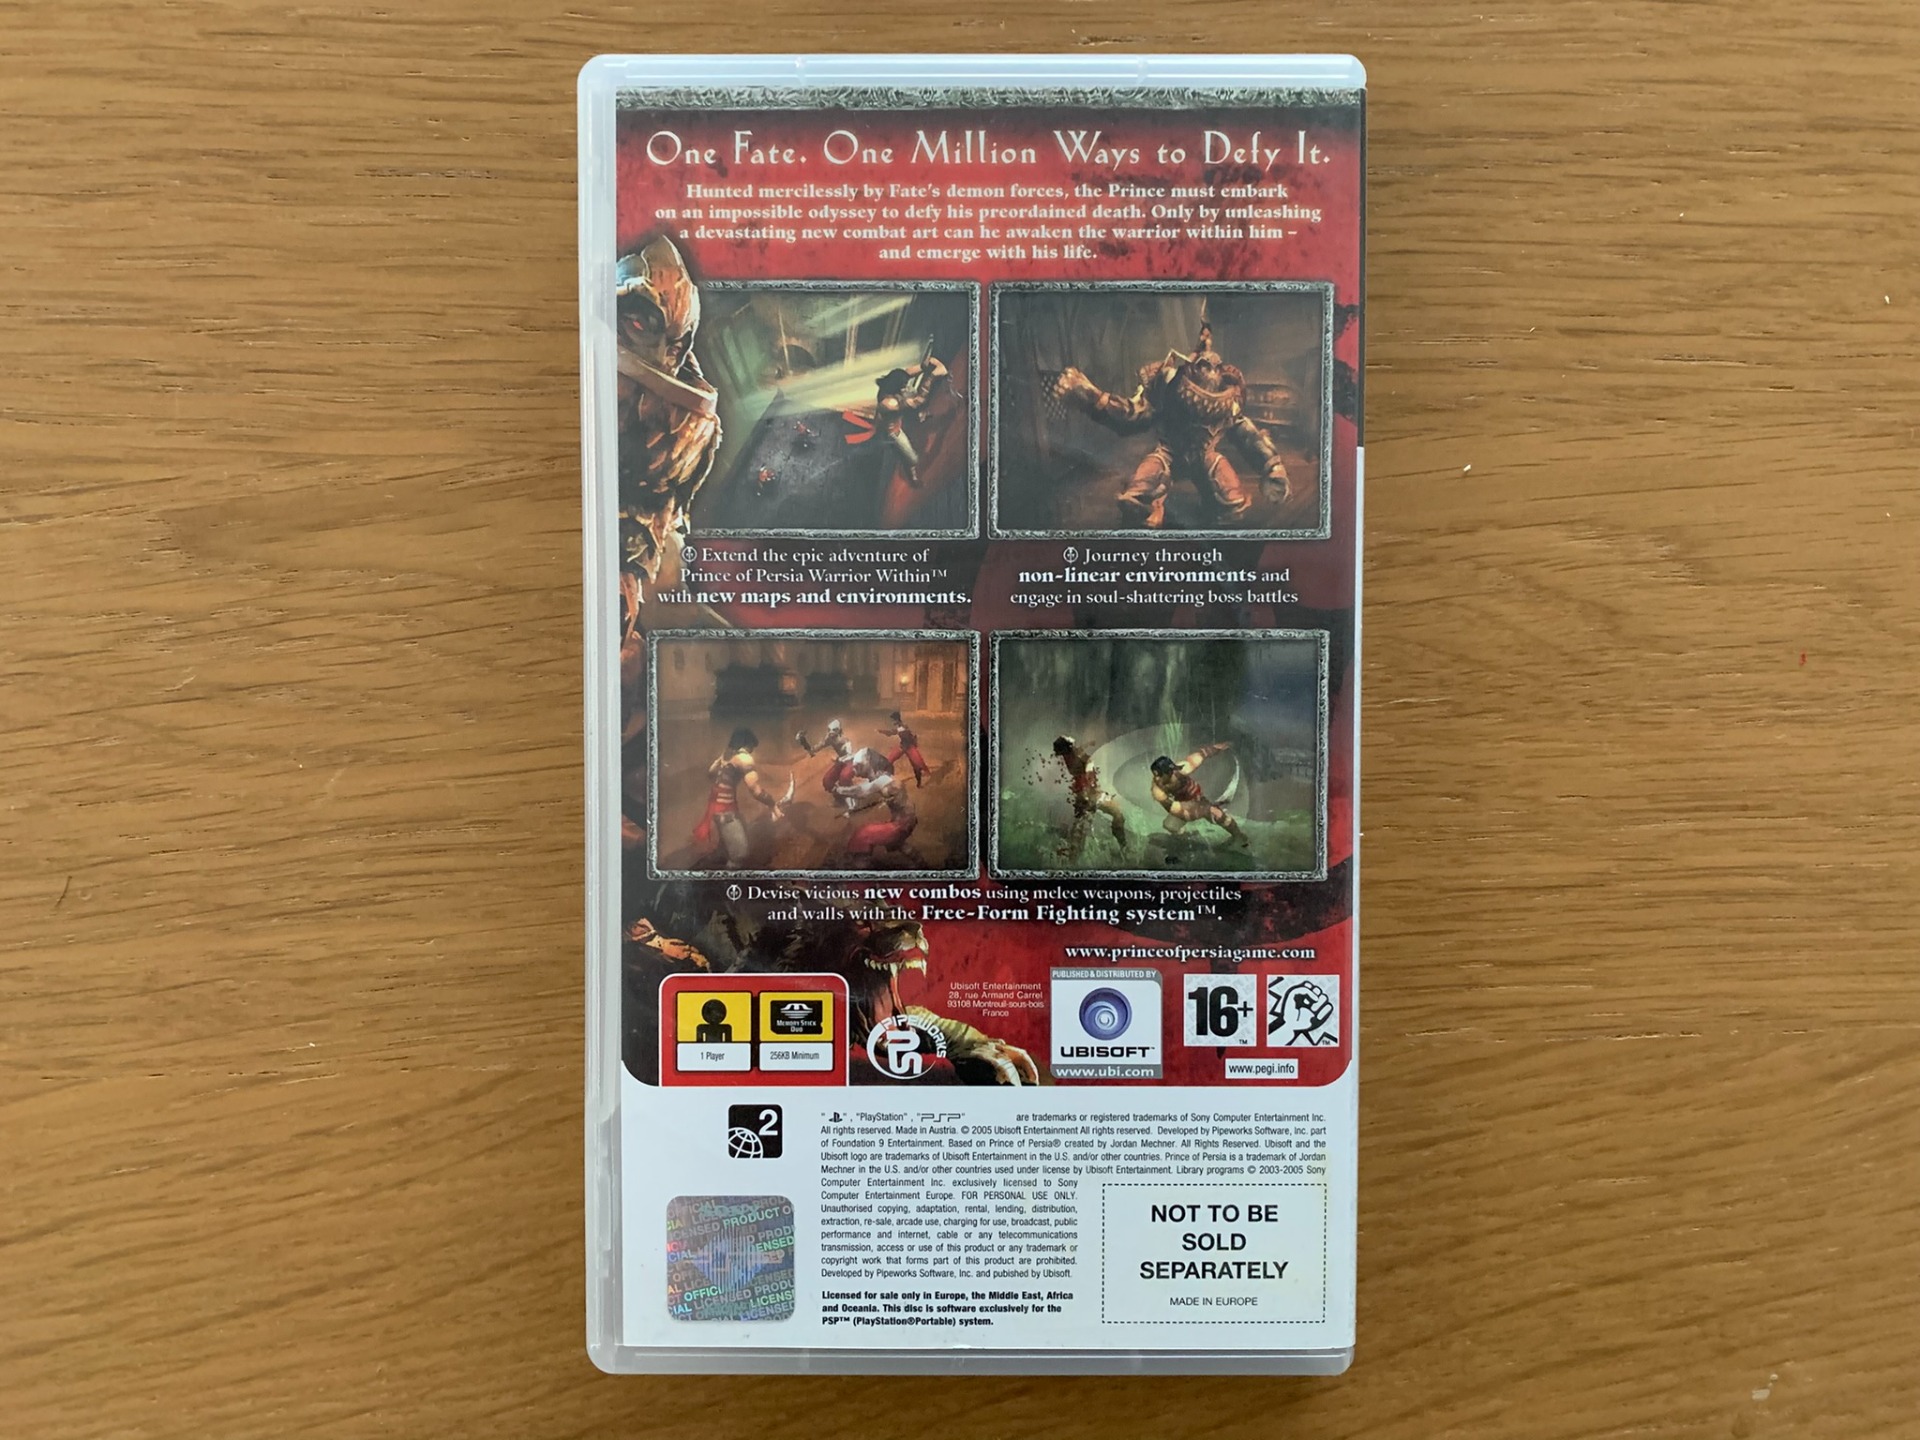 One Fate. One Million Ways to Defy It.
Hunted mercilessly by Fate's demon forces, the Prince must embark
on an impossible odyssey to defy his preordained death. Only by unleashing
a devastating new combat art can he awaken the warrior within him –
and emerge with his life.
Extend the epic adventure of
Prince of Persia Warrior Within™
with new maps and environments.
Journey through
non-linear environments and
engage in soul-shattering boss battles
Devise vicious new combos using melee weapons, projectiles
and walls with the Free-Form Fighting system™.
www.princeofpersiagame.com
1 Player
MEMORY STICK
DUO
256KB Minimum
PIPEWORKS
Ubisoft Entertainment
28, rue Armand Carrel
93108 Montreuil-sous-bois
France
PUBLISHED & DISTRIBUTED BY
UBISOFT™
www.ubi.com
16+
™
™
www.pegi.info
2
" ", "PlayStation", "PSP" are trademarks or registered trademarks of Sony Computer Entertainment Inc.
All rights reserved. Made in Austria. © 2005 Ubisoft Entertainment All rights reserved. Developed by Pipeworks Software, Inc. part
of Foundation 9 Entertainment. Based on Prince of Persia® created by Jordan Mechner. All Rights Reserved. Ubisoft and the
Ubisoft logo are trademarks of Ubisoft Entertainment in the U.S. and/or other countries. Prince of Persia is a trademark of Jordan
Mechner in the U.S. and/or other countries used under license by Ubisoft Entertainment. Library programs © 2003-2005 Sony
Computer Entertainment Inc. exclusively licensed to Sony
Computer Entertainment Europe. FOR PERSONAL USE ONLY.
Unauthorised copying, adaptation, rental, lending, distribution,
extraction, re-sale, arcade use, charging for use, broadcast, public
performance and internet, cable or any telecommunications
transmission, access or use of this product or any trademark or
copyright work that forms part of this product are prohibited.
Developed by Pipeworks Software, Inc. and pubished by Ubisoft.
Licensed for sale only in Europe, the Middle East, Africa
and Oceania. This disc is software exclusively for the
PSP™ (PlayStation®Portable) system.
NOT TO BE
SOLD
SEPARATELY
MADE IN EUROPE